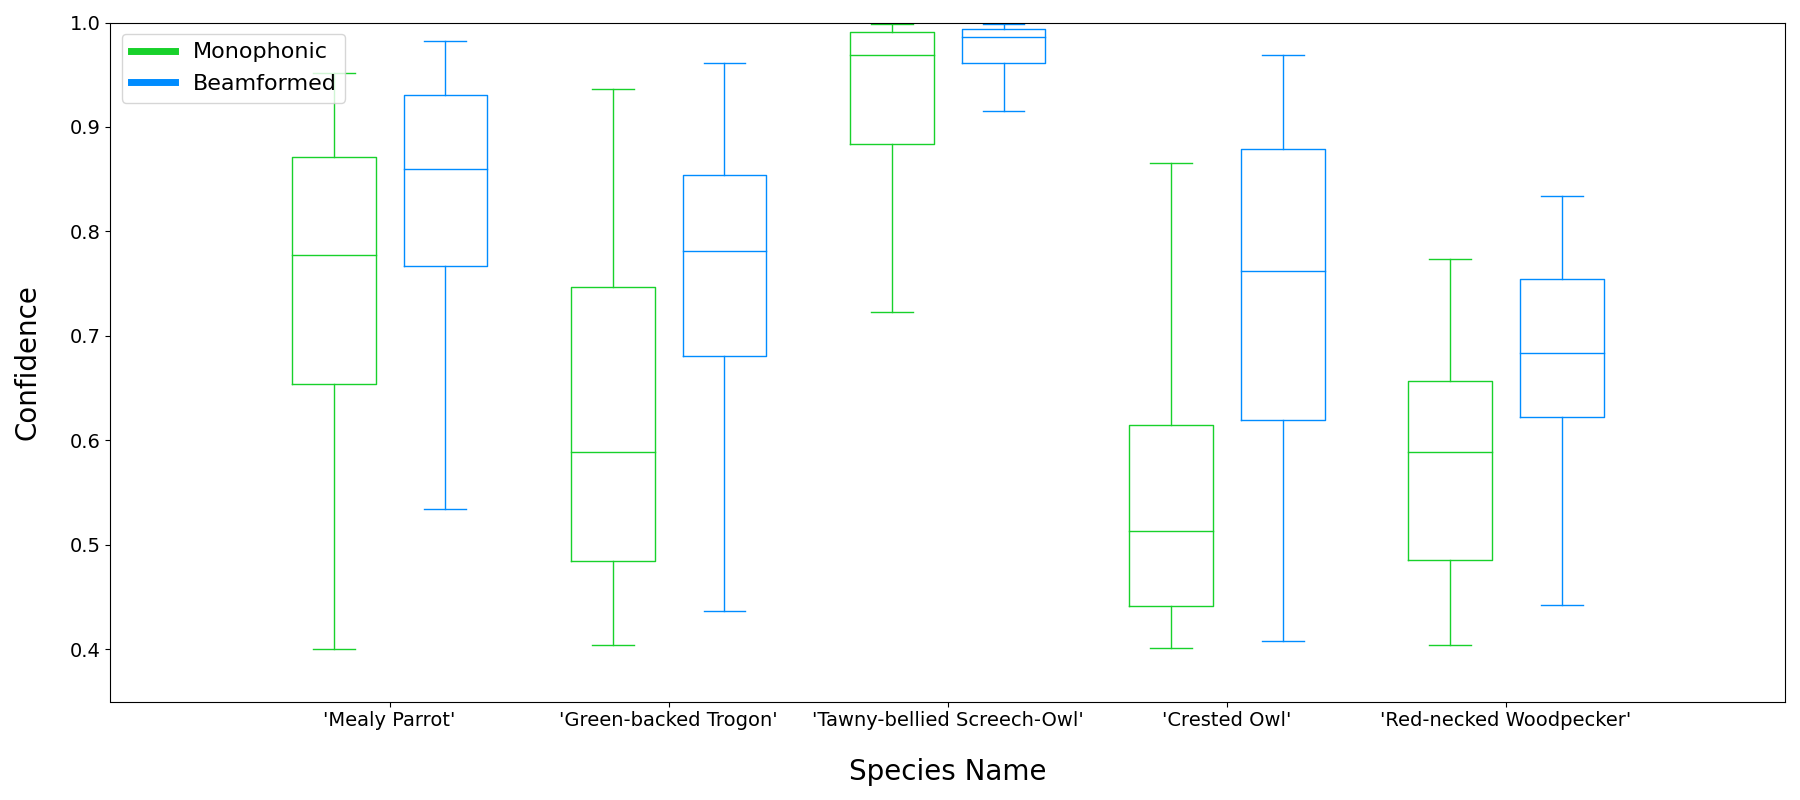 Monophonic
Beamformed
1.0
0.9
0.8
0.7
0.6
0.5
0.4
Confidence
'Mealy Parrot' 'Green-backed Trogon' 'Tawny-bellied Screech-Owl' 'Crested Owl' 'Red-necked Woodpecker'
Species Name